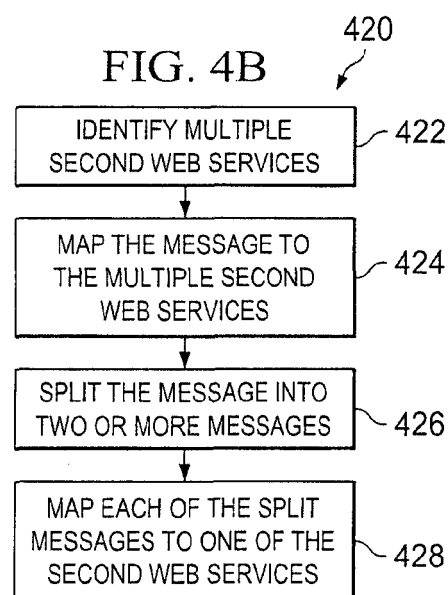 420
FIG. 4B
IDENTIFY MULTIPLE
SECOND WEB SERVICES
422
MAP THE MESSAGE TO
THE MULTIPLE SECOND
WEB SERVICES
424
SPLIT THE MESSAGE INTO
TWO OR MORE MESSAGES
426
MAP EACH OF THE SPLIT
MESSAGES TO ONE OF THE
SECOND WEB SERVICES
428